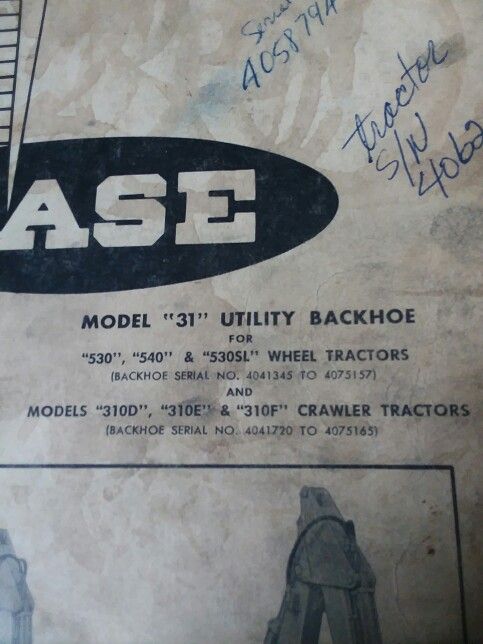 4058794
tractor
S/N
ASE
MODEL "31" UTILITY BACKHOE
FOR
"530", "540" & "530SL" WHEEL TRACTORS
(BACKHOE SERIAL NO. 4041345 TO 4075157)
AND
MODELS "310D", "310E" & "310F" CRAWLER TRACTORS
(BACKHOE SERIAL NO. 4041720 TO 4075165)